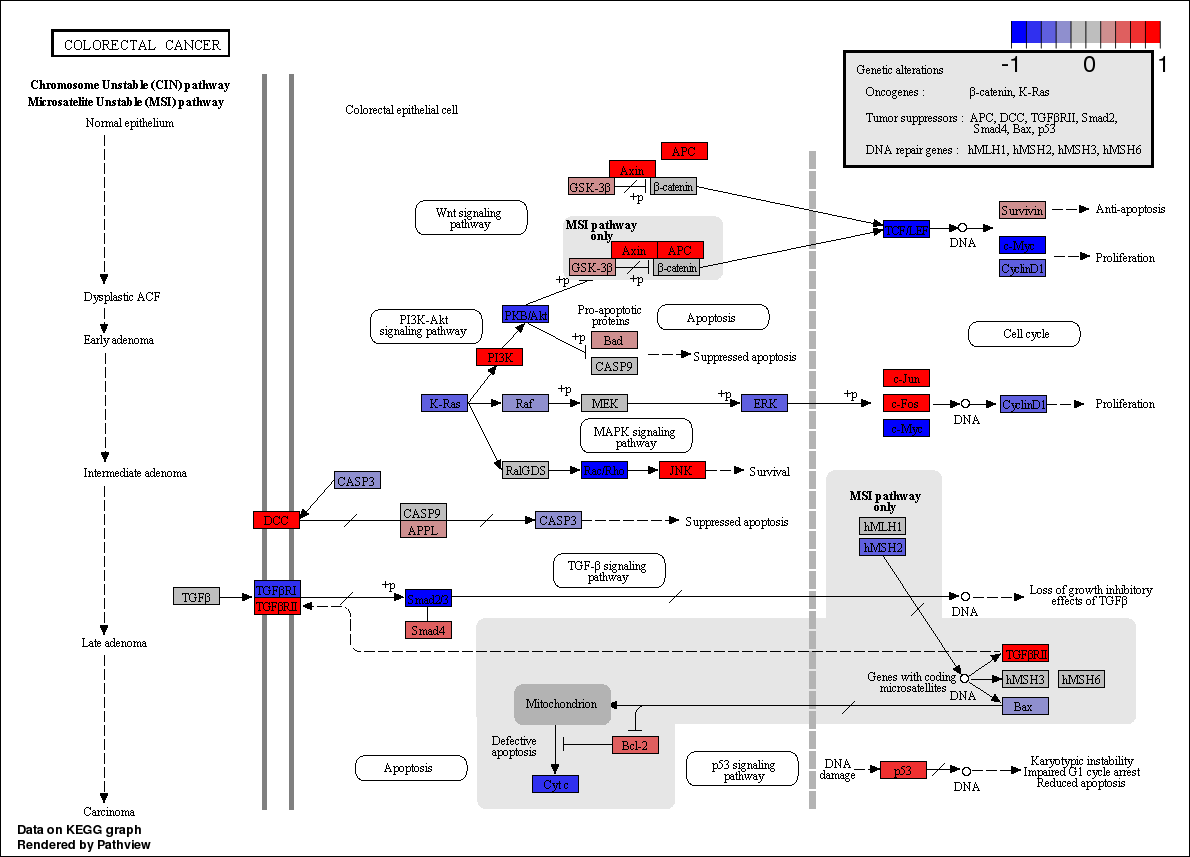 COLORECTAL CANCER
-1 0 1
Genetic alterations
Oncogenes : β-catenin, K-Ras
Tumor suppressors : APC, DCC, TGFβRII, Smad2,
Smad4, Bax, p53
DNA repair genes : hMLH1, hMSH2, hMSH3, hMSH6
Chromosome Unstable (CIN) pathway
Microsatelite Unstable (MSI) pathway
Normal epithelium
Colorectal epithelial cell
APC
Axin
GSK-3β
β-catenin
+p
Wnt signaling
pathway
MSI pathway
only
Axin
APC
GSK-3β
β-catenin
+p
+p
TCF/LEF
DNA
Survivin
Anti-apoptosis
c-Myc
CyclinD1
Proliferation
Dysplastic ACF
Early adenoma
PI3K-Akt
signaling pathway
PKB/Akt
Pro-apoptotic
proteins
Apoptosis
+p
Bad
CASP9
Suppressed apoptosis
PI3K
Cell cycle
K-Ras
Raf
+p
MEK
+p
ERK
+p
c-Jun
c-Fos
c-Myc
DNA
CyclinD1
Proliferation
MAPK signaling
pathway
Intermediate adenoma
RalGDS
JNK
Survival
CASP3
DCC
CASP9
APPL
CASP3
Suppressed apoptosis
MSI pathway
only
hMLH1
hMSH2
TGF-β signaling
pathway
TGFβ
TGFβRI
TGFβRII
+p
Smad4
DNA
Loss of growth inhibitory
effects of TGFβ
Late adenoma
Genes with coding
microsatellites
DNA
TGFβRII
hMSH3
hMSH6
Bax
Mitochondrion
Defective
apoptosis
Bcl-2
Cyt c
Apoptosis
p53 signaling
pathway
DNA
damage
p53
DNA
Karyotypic instability
Impaired G1 cycle arrest
Reduced apoptosis
Carcinoma
Data on KEGG graph
Rendered by Pathview